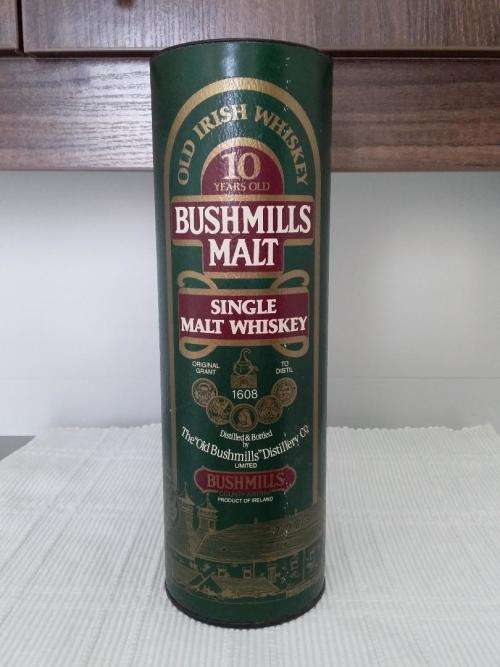 OLD IRISH WHISKEY
10
YEARS OLD
BUSHMILLS
MALT
SINGLE
MALT WHISKEY
ORIGINAL
GRANT
TO
DISTIL
1608
Distilled & Bottled
by
The "Old Bushmills" Distillery Co
LIMITED
BUSHMILLS
PRODUCT OF IRELAND